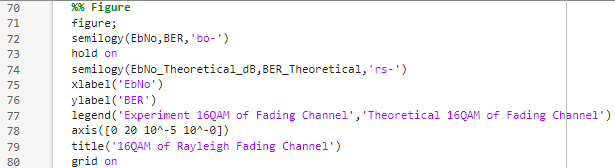 70 %% Figure
71 figure;
72 semilogy(EbNo,BER,'bo-')
73 hold on
74 semilogy(EbNo_Theoretical_dB,BER_Theoretical,'rs-')
75 xlabel('EbNo')
76 ylabel('BER')
77 legend('Experiment 16QAM of Fading Channel','Theoretical 16QAM of Fading Channel')
78 axis([0 20 10^-5 10^-0])
79 title('16QAM of Rayleigh Fading Channel')
80 grid on